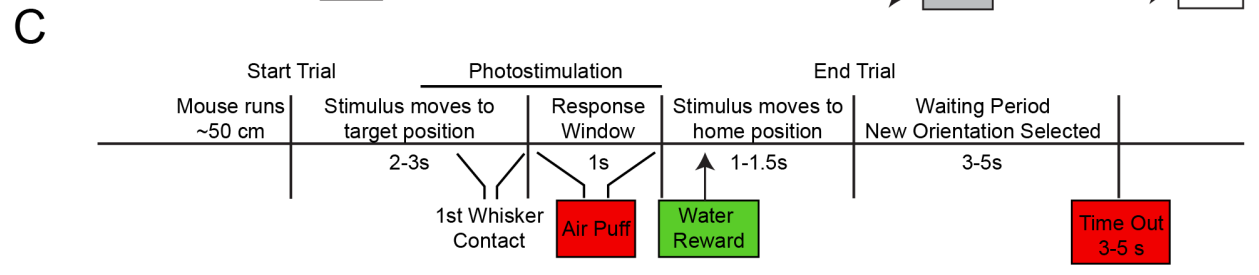 C
Start Trial
Photostimulation
End Trial
Mouse runs
~50 cm
Stimulus moves to
target position
Response
Window
Stimulus moves to
home position
Waiting Period
New Orientation Selected
2-3s
1s
1-1.5s
3-5s
1st Whisker
Contact
Air Puff
Water
Reward
Time Out
3-5 s